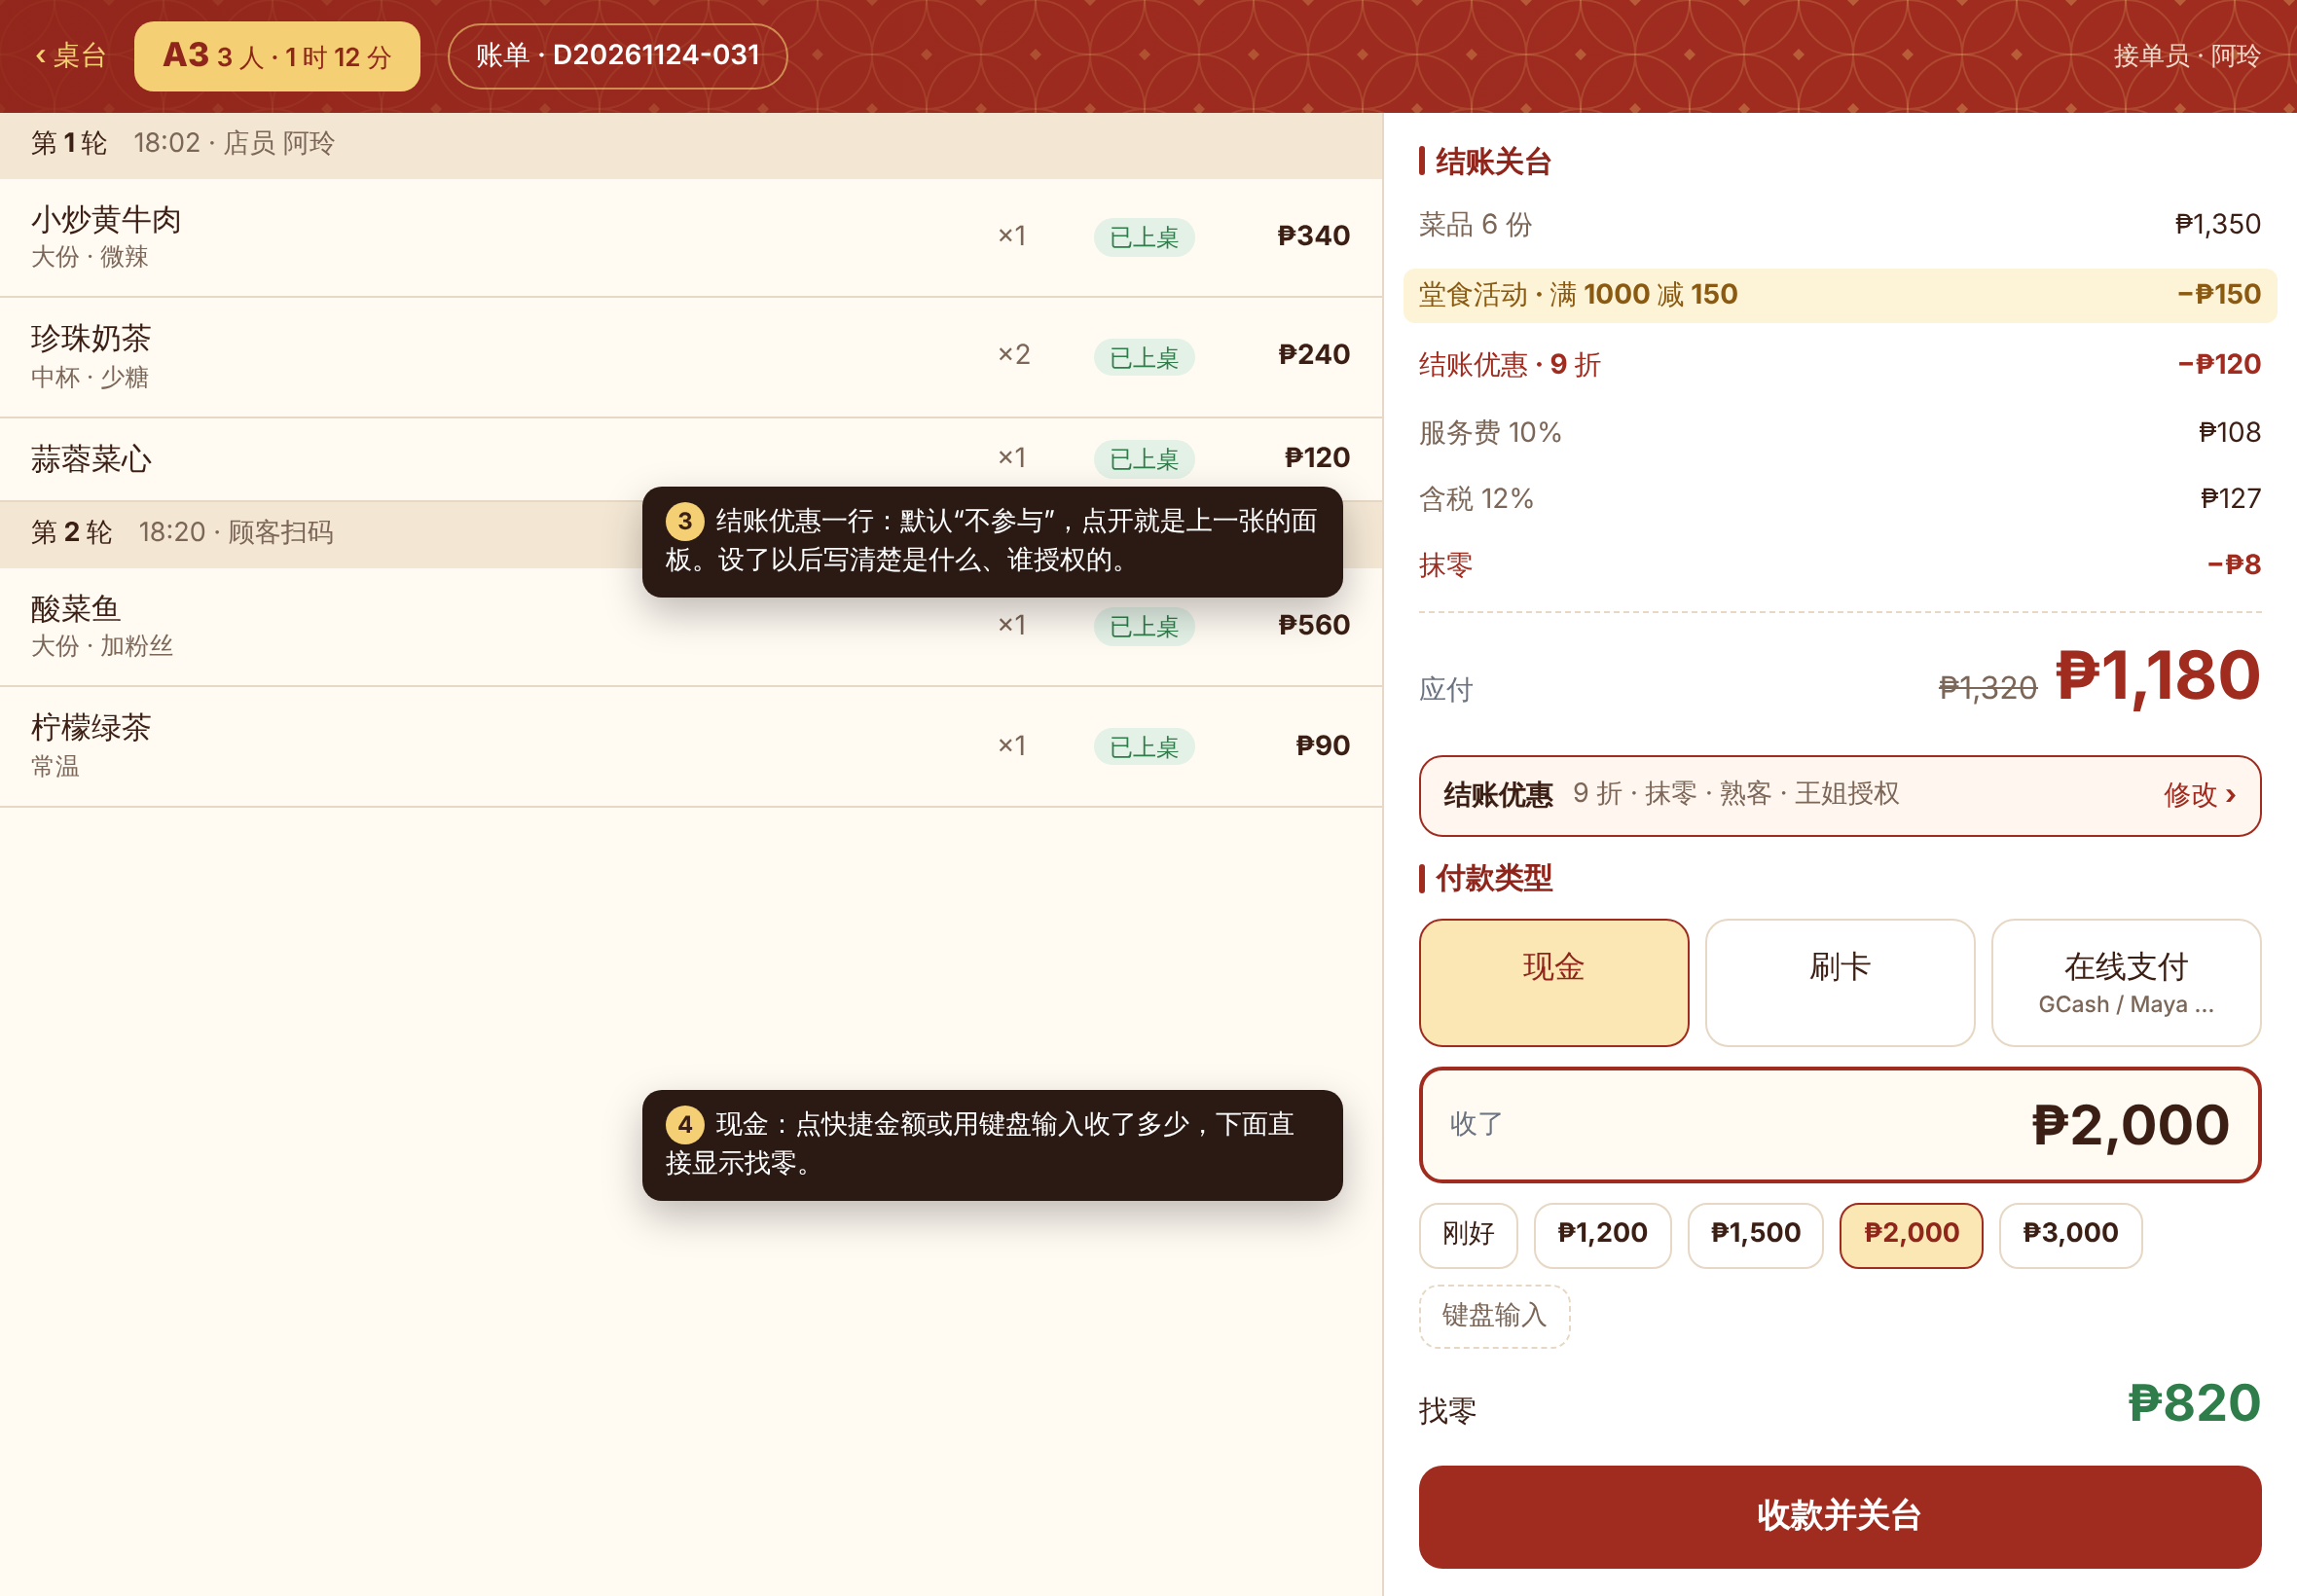 ‹ 桌台
A3 3 人 · 1 时 12 分
账单 · D20261124-031
接单员 · 阿玲
第 1 轮 18:02 · 店员 阿玲
小炒黄牛肉 ×1 已上桌 ₱340
大份 · 微辣
珍珠奶茶 ×2 已上桌 ₱240
中杯 · 少糖
蒜蓉菜心 ×1 已上桌 ₱120
第 2 轮 18:20 · 顾客扫码
3 结账优惠一行：默认“不参与”，点开就是上一张的面
板。设了以后写清楚是什么、谁授权的。
酸菜鱼 ×1 已上桌 ₱560
大份 · 加粉丝
柠檬绿茶 ×1 已上桌 ₱90
常温
4 现金：点快捷金额或用键盘输入收了多少，下面直
接显示找零。
结账关台
菜品 6 份 ₱1,350
堂食活动 · 满 1000 减 150 −₱150
结账优惠 · 9 折 −₱120
服务费 10% ₱108
含税 12% ₱127
抹零 −₱8
应付 ₱1,320 ₱1,180
结账优惠 9 折 · 抹零 · 熟客 · 王姐授权 修改 ›
付款类型
现金
刷卡
在线支付
GCash / Maya ...
收了 ₱2,000
刚好 ₱1,200 ₱1,500 ₱2,000 ₱3,000
键盘输入
找零 ₱820
收款并关台